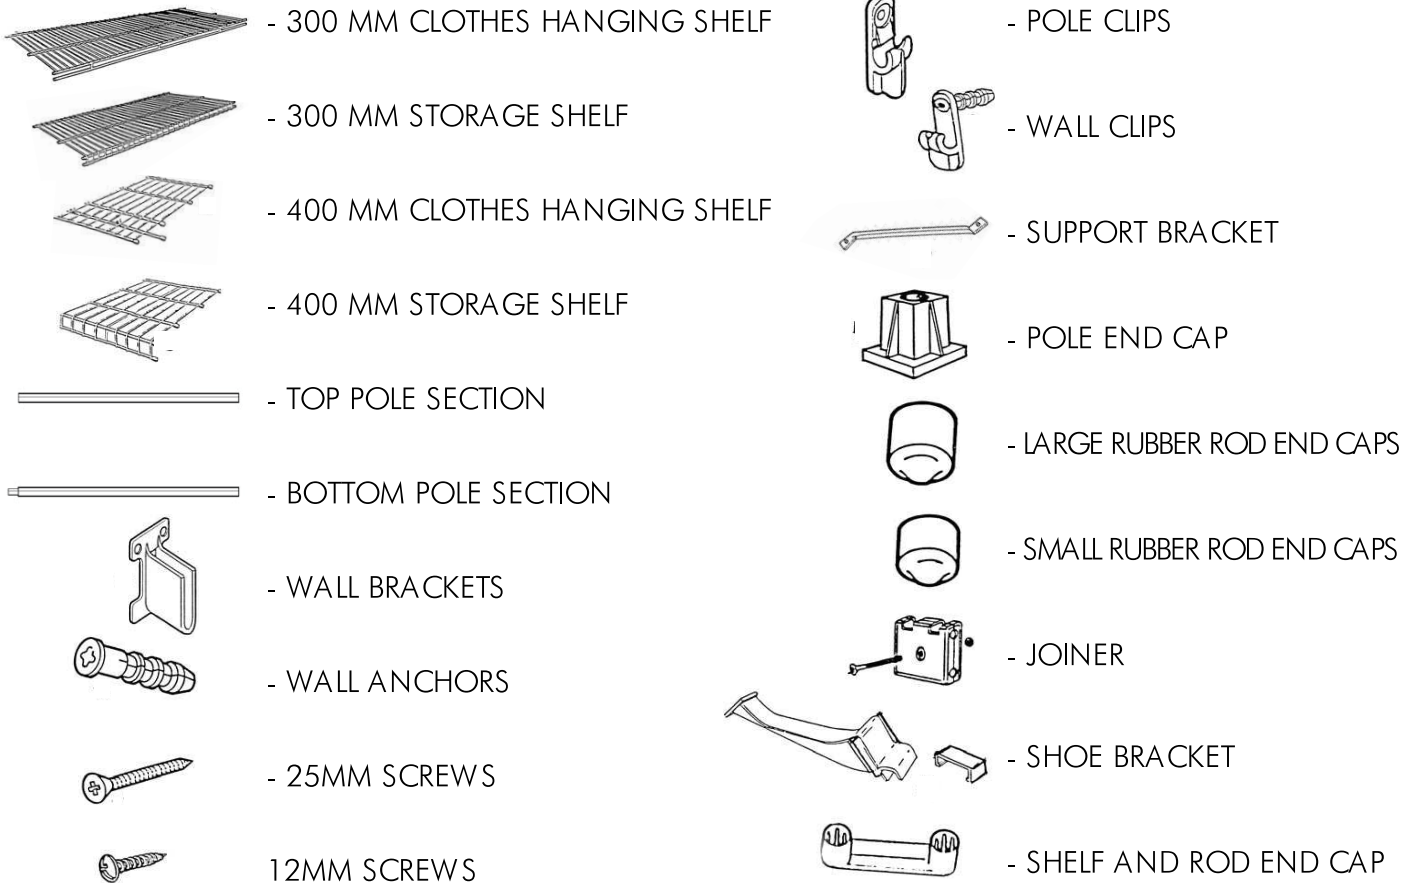 - 300 MM CLOTHES HANGING SHELF
- 300 MM STORAGE SHELF
- 400 MM CLOTHES HANGING SHELF
- 400 MM STORAGE SHELF
- TOP POLE SECTION
- BOTTOM POLE SECTION
- WALL BRACKETS
- WALL ANCHORS
- 25MM SCREWS
12MM SCREWS
- POLE CLIPS
- WALL CLIPS
- SUPPORT BRACKET
- POLE END CAP
- LARGE RUBBER ROD END CAPS
- SMALL RUBBER ROD END CAPS
- JOINER
- SHOE BRACKET
- SHELF AND ROD END CAP